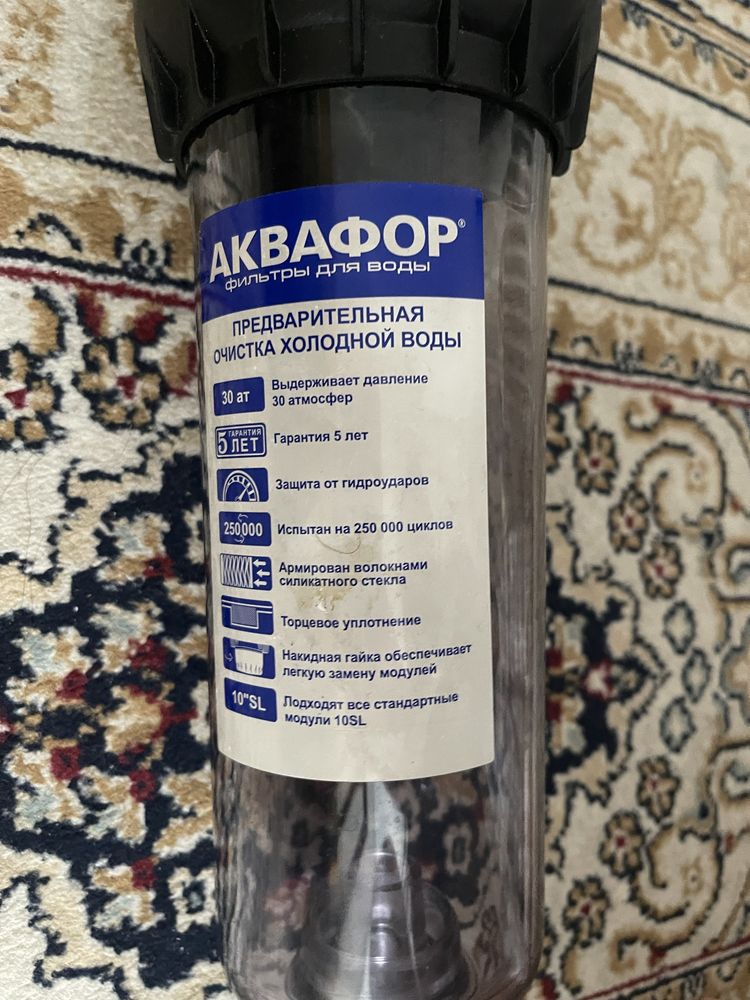 АКВАФОР®
фильтры для воды
ПРЕДВАРИТЕЛЬНАЯ
ОЧИСТКА ХОЛОДНОЙ ВОДЫ
30 ат
Выдерживает давление
30 атмосфер
5 ГАРАНТИЯ
ЛЕТ
Гарантия 5 лет
Защита от гидроударов
250 000
Испытан на 250 000 циклов
Армирован волокнами
силикатного стекла
Торцевое уплотнение
Накидная гайка обеспечивает
легкую замену модулей
10"SL
Подходят все стандартные
модули 10SL